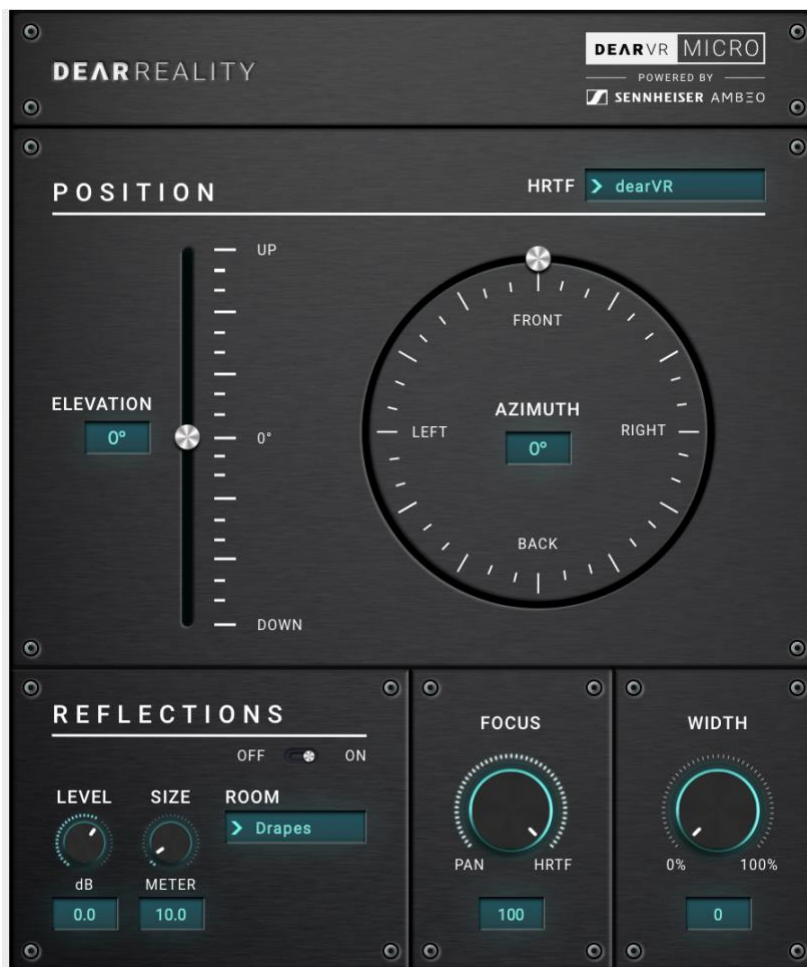 DEARREALITY
DEARVR MICRO
POWERED BY
SENNHEISER AMBEO
POSITION
HRTF
dearVR
UP
FRONT
ELEVATION
0°
0°
AZIMUTH
0°
LEFT
RIGHT
BACK
DOWN
REFLECTIONS
OFF ON
LEVEL SIZE ROOM
Drapes
dB METER
0.0 10.0
FOCUS
PAN HRTF
100
WIDTH
0% 100%
0